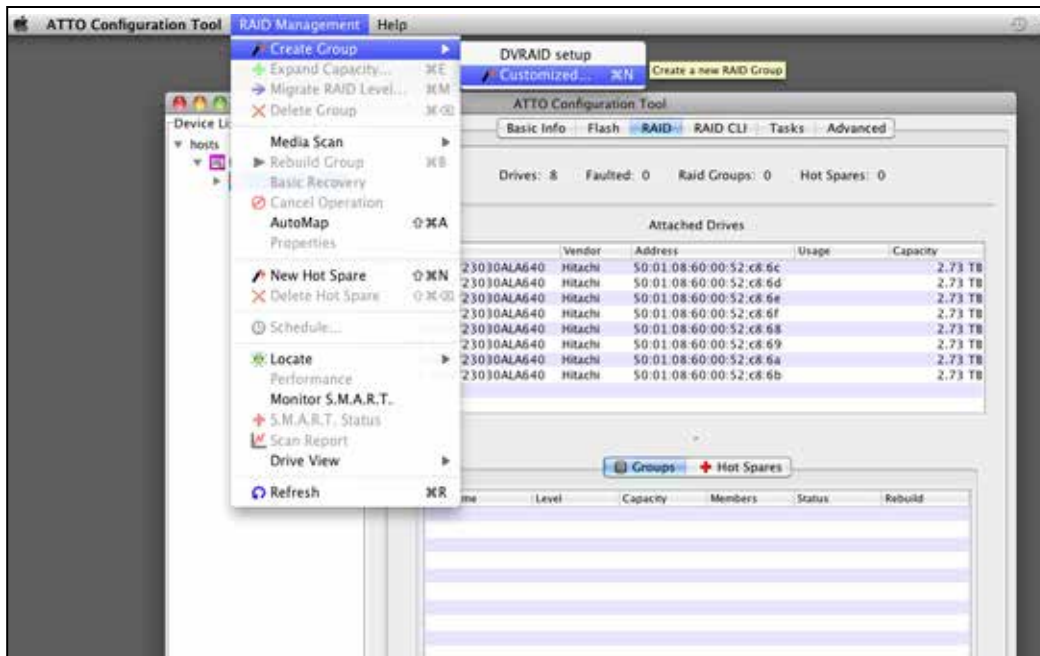 ATTO Configuration Tool RAID Management Help
Create Group
Expand Capacity... ⌘E
Migrate RAID Level... ⌘M
Delete Group ⌘⌫
Media Scan
Rebuild Group ⌘B
Basic Recovery
Cancel Operation
AutoMap ⇧⌘A
Properties
New Hot Spare ⇧⌘N
Delete Hot Spare ⇧⌘⌫
Schedule...
Locate
Performance
Monitor S.M.A.R.T..
S.M.A.R.T. Status
Scan Report
Drive View
Refresh ⌘R
DVRAID setup
Customized... ⌘N
Create a new RAID Group
ATTO Configuration Tool
Device Li
hosts
Basic Info Flash RAID RAID CLI Tasks Advanced
Drives: 8 Faulted: 0 Raid Groups: 0 Hot Spares: 0
Attached Drives
Vendor Address Usage Capacity
23030ALA640 Hitachi 50:01:08:60:00:52:c8:6c 2.73 TB
23030ALA640 Hitachi 50:01:08:60:00:52:c8:6d 2.73 TB
23030ALA640 Hitachi 50:01:08:60:00:52:c8:6e 2.73 TB
23030ALA640 Hitachi 50:01:08:60:00:52:c8:6f 2.73 TB
23030ALA640 Hitachi 50:01:08:60:00:52:c8:68 2.73 TB
23030ALA640 Hitachi 50:01:08:60:00:52:c8:69 2.73 TB
23030ALA640 Hitachi 50:01:08:60:00:52:c8:6a 2.73 TB
23030ALA640 Hitachi 50:01:08:60:00:52:c8:6b 2.73 TB
Groups Hot Spares
me Level Capacity Members Status Rebuild